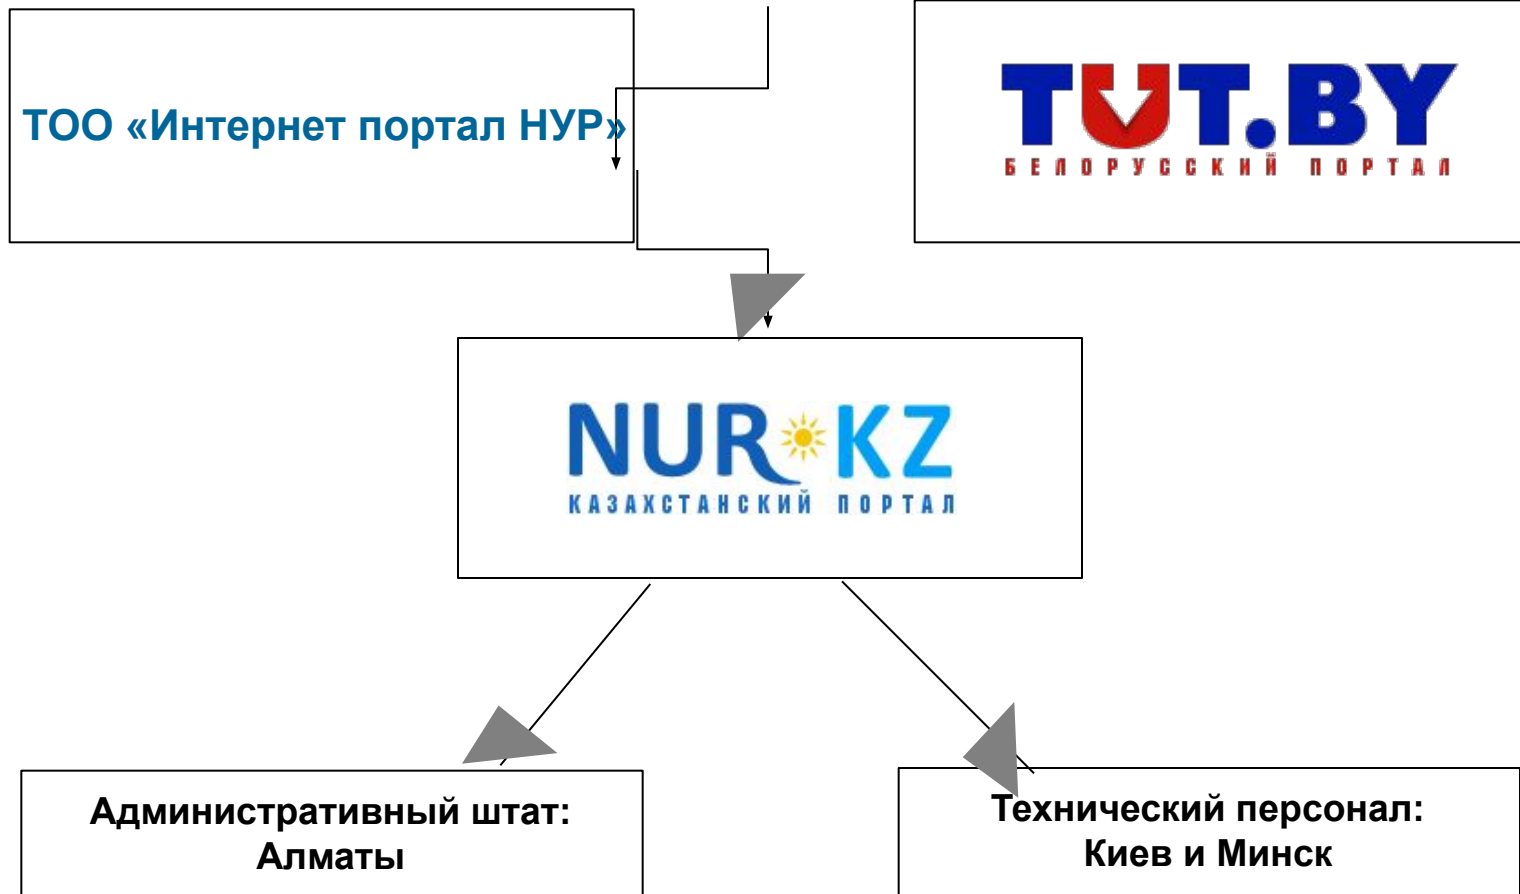 ТОО «Интернет портал НУР»
TUT.BY
БЕЛОРУССКИЙ ПОРТАЛ
NUR KZ
КАЗАХСТАНСКИЙ ПОРТАЛ
Административный штат:
Алматы
Технический персонал:
Киев и Минск